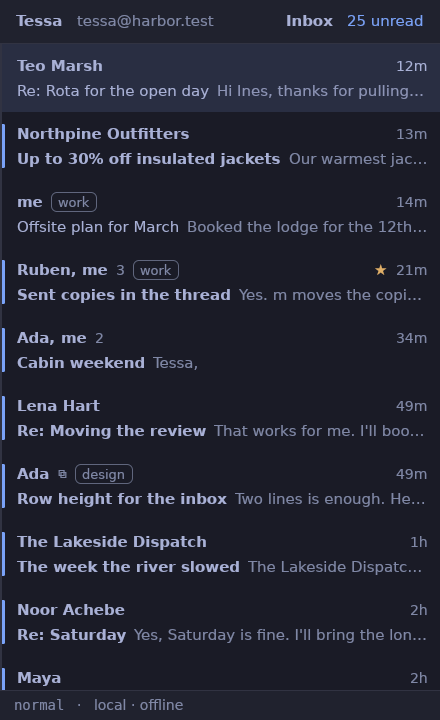 Tessa tessa@harbor.test Inbox 25 unread
Teo Marsh 12m
Re: Rota for the open day Hi Ines, thanks for pulling…
Northpine Outfitters 13m
Up to 30% off insulated jackets Our warmest jac…
me work 14m
Offsite plan for March Booked the lodge for the 12th…
Ruben, me 3 work ★ 21m
Sent copies in the thread Yes. m moves the copi…
Ada, me 2 34m
Cabin weekend Tessa,
Lena Hart 49m
Re: Moving the review That works for me. I'll boo…
Ada design 49m
Row height for the inbox Two lines is enough. He…
The Lakeside Dispatch 1h
The week the river slowed The Lakeside Dispatc…
Noor Achebe 2h
Re: Saturday Yes, Saturday is fine. I'll bring the lon…
Maya 2h
normal · local · offline